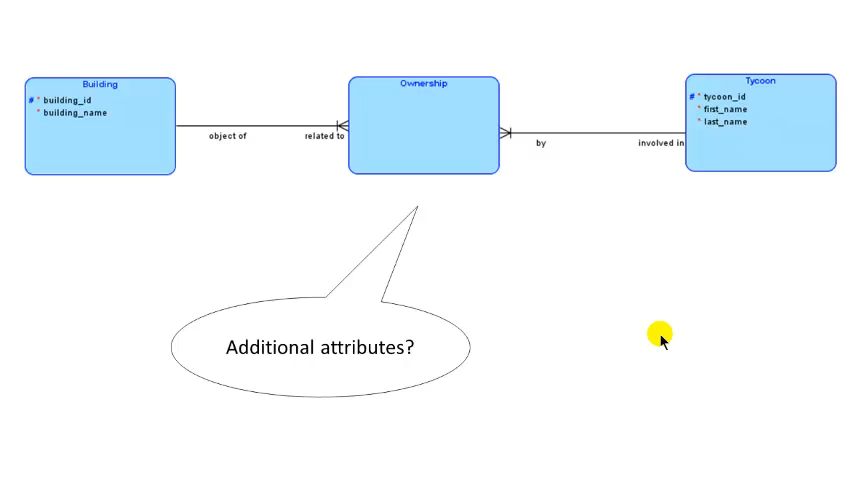 Building
# * building_id
* building_name
object of
related to
Ownership
by
involved in
Tycoon
# * tycoon_id
* first_name
* last_name
Additional attributes?